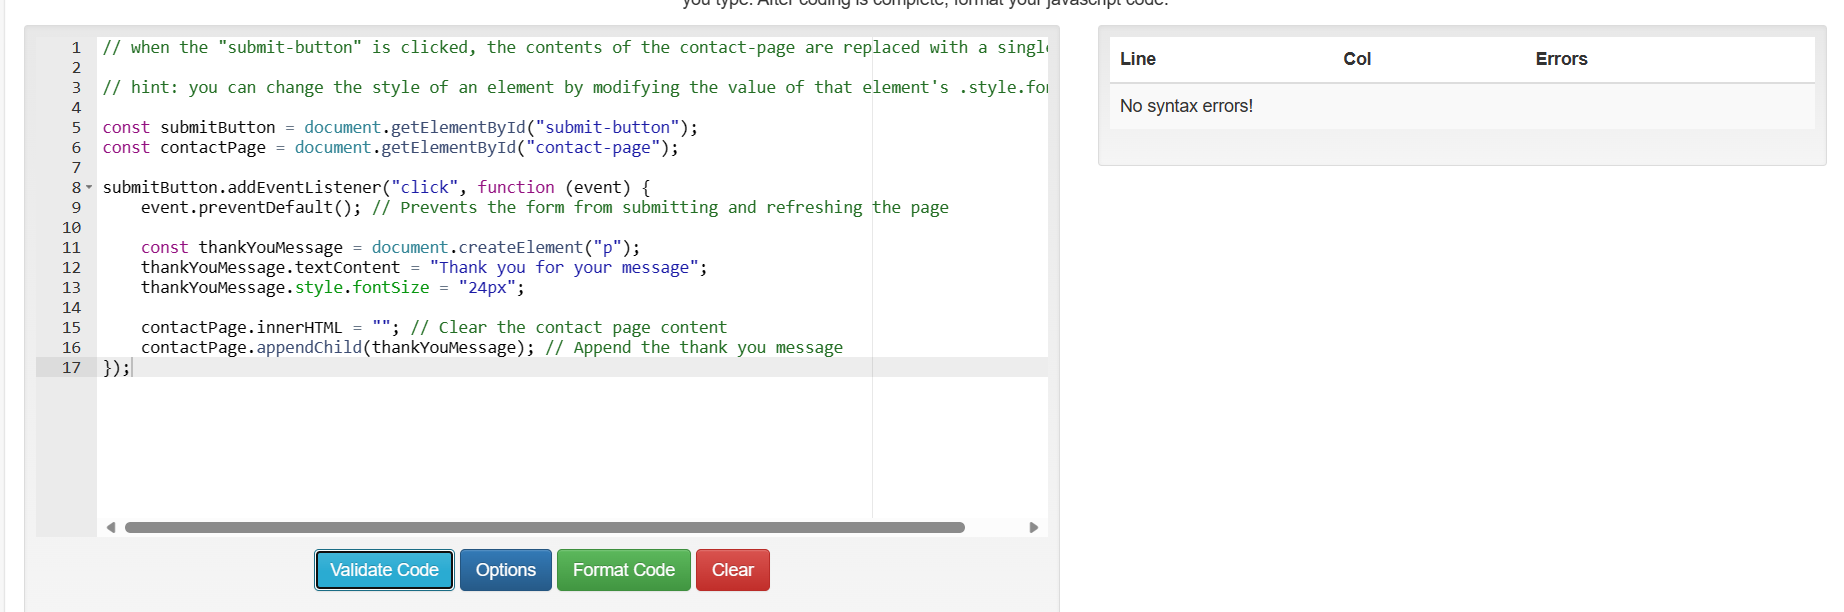 you type. After coding is complete, format your javascript code.
1 // when the "submit-button" is clicked, the contents of the contact-page are replaced with a single
2
3 // hint: you can change the style of an element by modifying the value of that element's .style.fon
4
5 const submitButton = document.getElementById("submit-button");
6 const contactPage = document.getElementById("contact-page");
7
8 submitButton.addEventListener("click", function (event) {
9 event.preventDefault(); // Prevents the form from submitting and refreshing the page
10
11 const thankYouMessage = document.createElement("p");
12 thankYouMessage.textContent = "Thank you for your message";
13 thankYouMessage.style.fontSize = "24px";
14
15 contactPage.innerHTML = ""; // Clear the contact page content
16 contactPage.appendChild(thankYouMessage); // Append the thank you message
17 });
Validate Code Options Format Code Clear
Line Col Errors
No syntax errors!